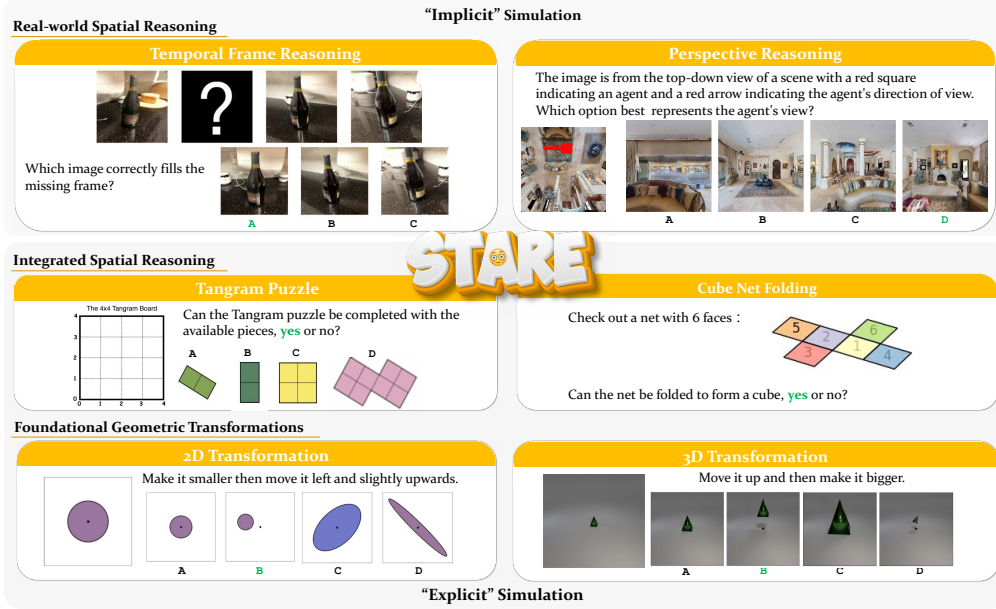 “Implicit” Simulation
Real-world Spatial Reasoning
Temporal Frame Reasoning
?
Which image correctly fills the
missing frame?
A B C
Perspective Reasoning
The image is from the top-down view of a scene with a red square
indicating an agent and a red arrow indicating the agent's direction of view.
Which option best represents the agent's view?
A B C D
STARE
Integrated Spatial Reasoning
Tangram Puzzle
The 4x4 Tangram Board
4
3
2
1
0
0 1 2 3 4
Can the Tangram puzzle be completed with the
available pieces, yes or no?
A B C D
Cube Net Folding
Check out a net with 6 faces :
5 2 6
3 1 4
Can the net be folded to form a cube, yes or no?
Foundational Geometric Transformations
2D Transformation
Make it smaller then move it left and slightly upwards.
A B C D
3D Transformation
Move it up and then make it bigger.
A B C D
“Explicit” Simulation